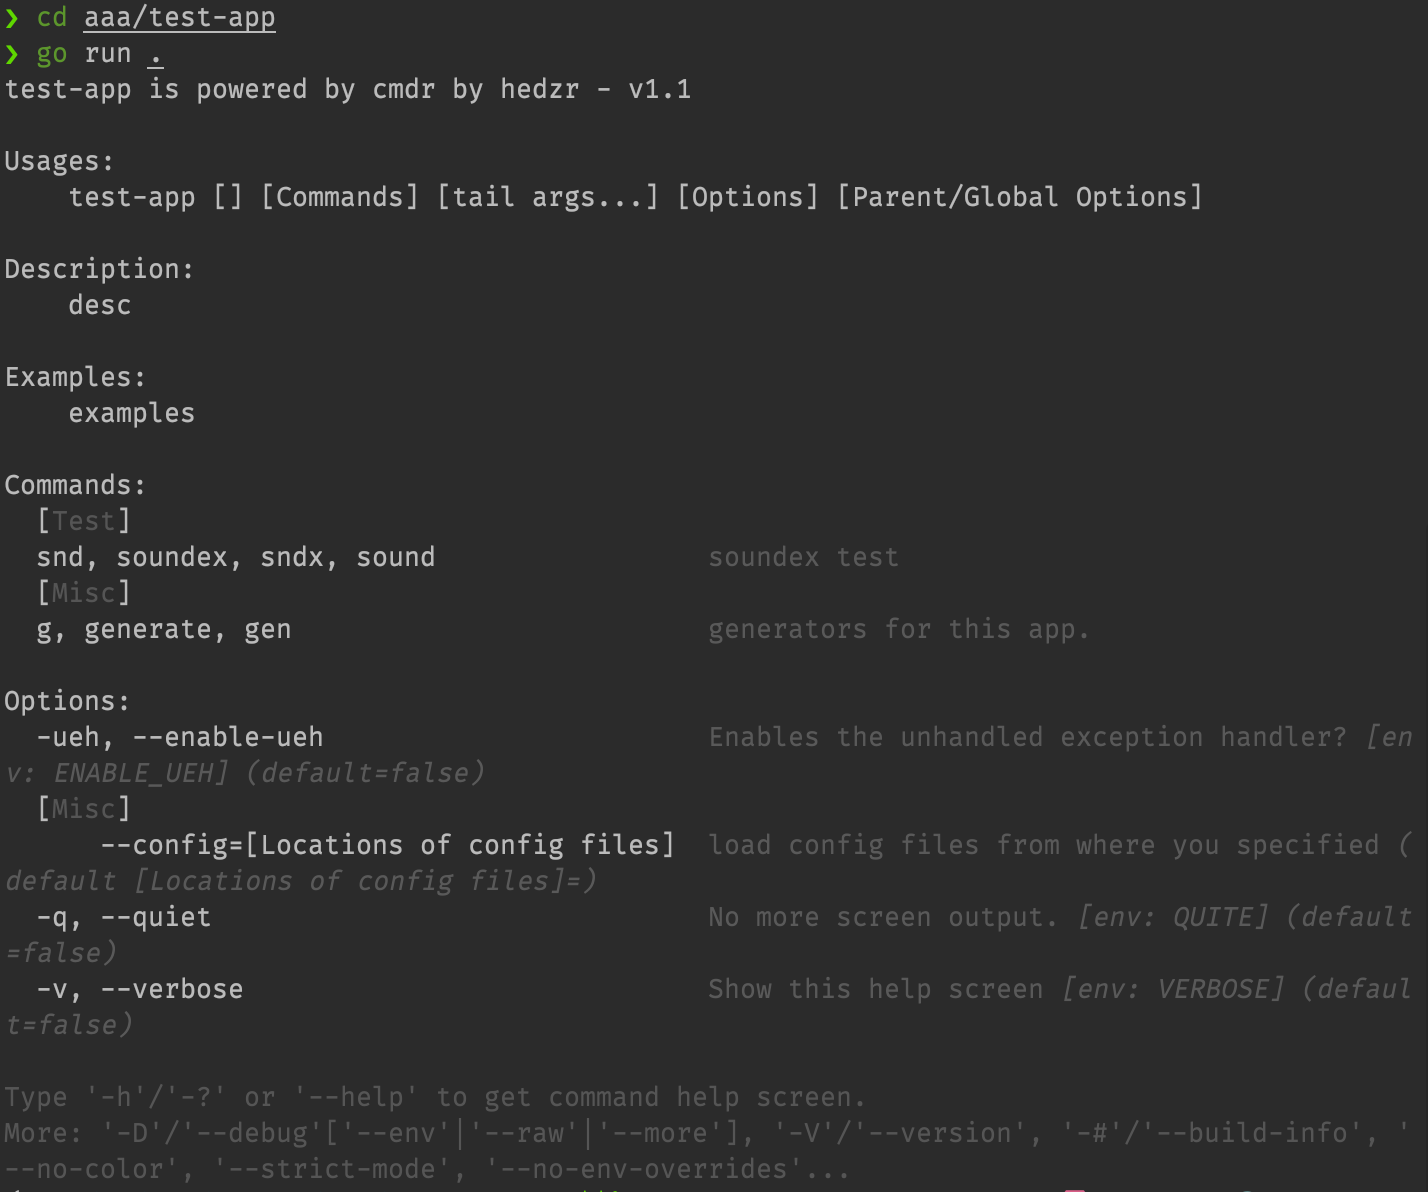 ❯ cd aaa/test-app
❯ go run .
test-app is powered by cmdr by hedzr - v1.1
Usages:
test-app [] [Commands] [tail args...] [Options] [Parent/Global Options]
Description:
desc
Examples:
examples
Commands:
[Test]
snd, soundex, sndx, sound soundex test
[Misc]
g, generate, gen generators for this app.
Options:
-ueh, --enable-ueh Enables the unhandled exception handler? [en
v: ENABLE_UEH] (default=false)
[Misc]
--config=[Locations of config files] load config files from where you specified (
default [Locations of config files]=)
-q, --quiet No more screen output. [env: QUITE] (default
=false)
-v, --verbose Show this help screen [env: VERBOSE] (defaul
t=false)
Type '-h'/'-?' or '--help' to get command help screen.
More: '-D'/'--debug'['--env'|'--raw'|'--more'], '-V'/'--version', '-#'/'--build-info', '
--no-color', '--strict-mode', '--no-env-overrides'...